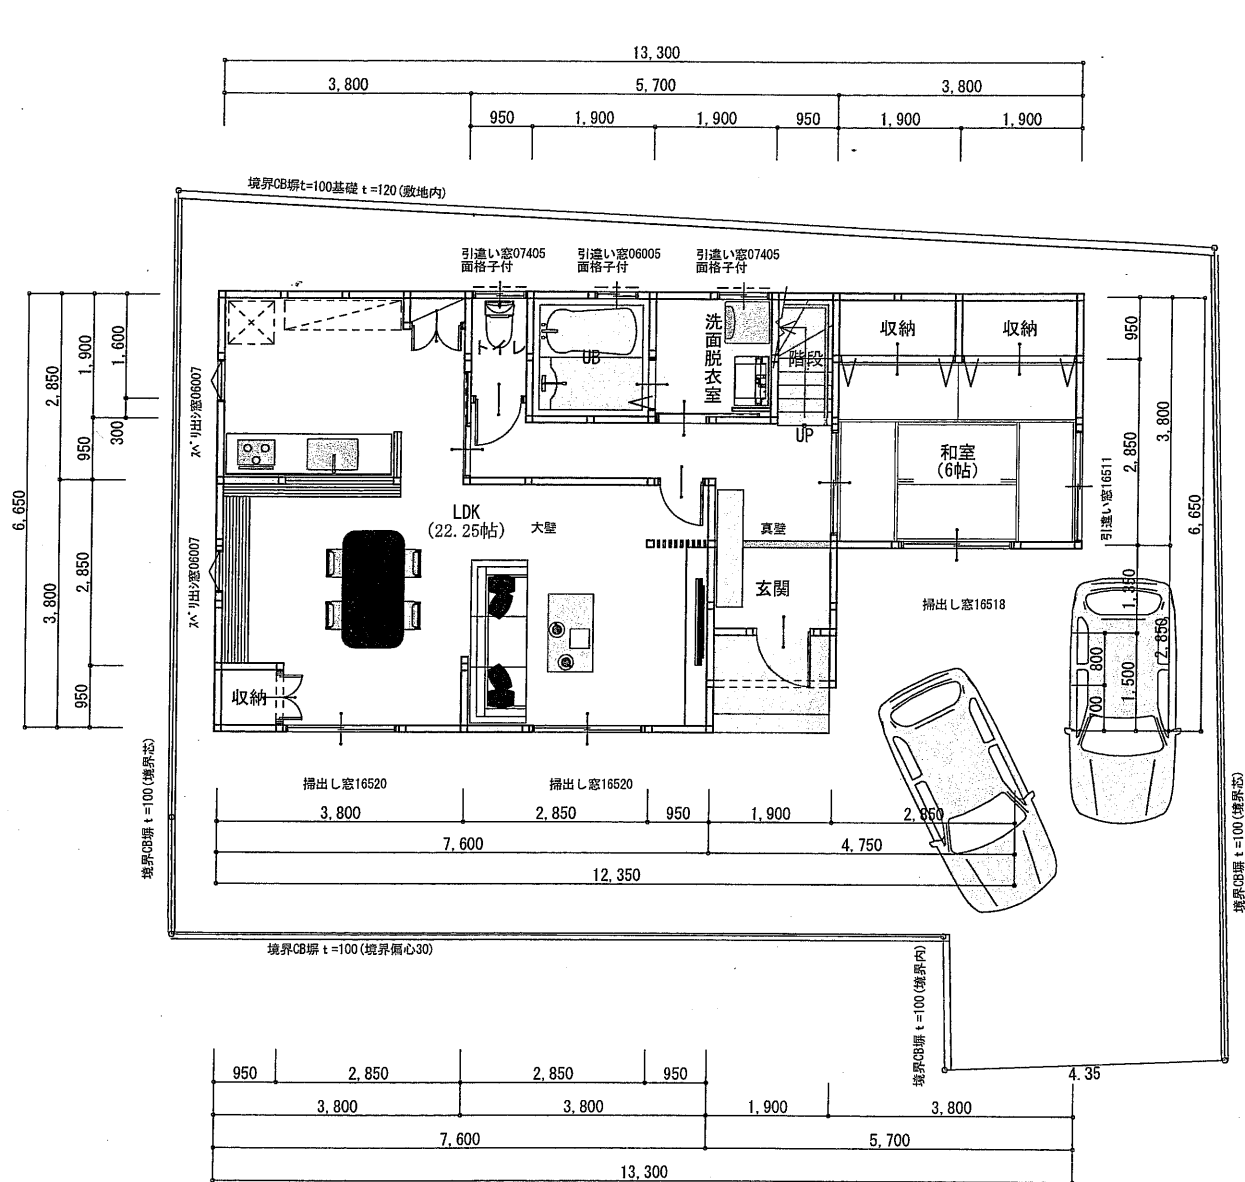 13,300
3,800
5,700
3,800
950
1,900
1,900
950
1,900
1,900
境界CB塀t=100基礎 t =120(敷地内)
引違い窓07405
面格子付
引違い窓06005
面格子付
引違い窓07405
面格子付
6,650
2,850
3,800
1,900
950
2,850
950
1,600
300
スベリ出シ窓06007
スベリ出シ窓06007
UB
洗面脱衣室
階段
UP
収納
収納
和室
(6帖)
LDK
(22.25帖)
大壁
真壁
玄関
収納
引違い窓16511
掃出し窓16518
950
2,850
3,800
6,650
1,350
2,850
800
1,500
700
掃出し窓16520
掃出し窓16520
境界CB塀 t =100(境界芯)
境界CB塀 t =100(境界芯)
3,800
2,850
950
1,900
2,850
7,600
4,750
12,350
境界CB塀 t =100(境界偏心30)
境界CB塀 t =100(境界内)
4.35
950
2,850
2,850
950
3,800
3,800
1,900
3,800
7,600
5,700
13,300